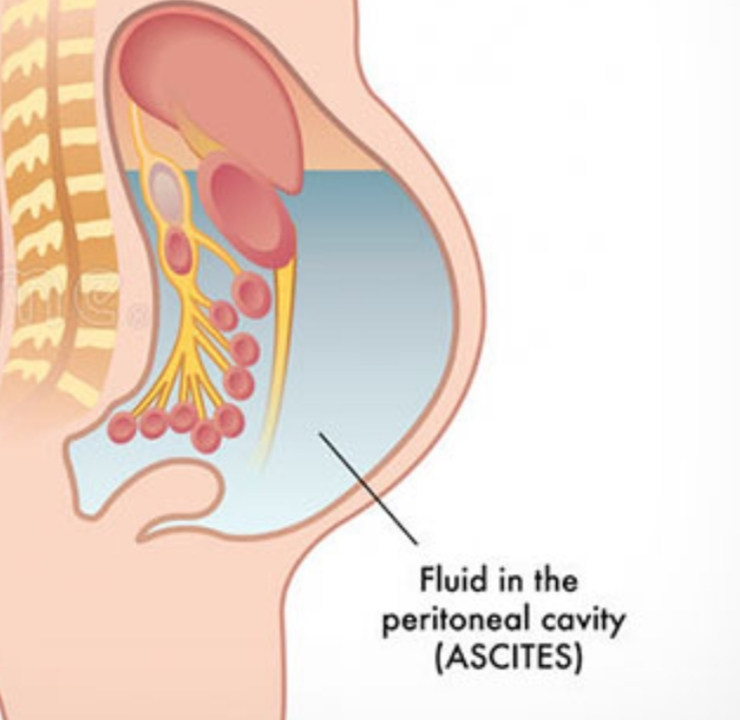 Fluid in the
peritoneal cavity
(ASCITES)